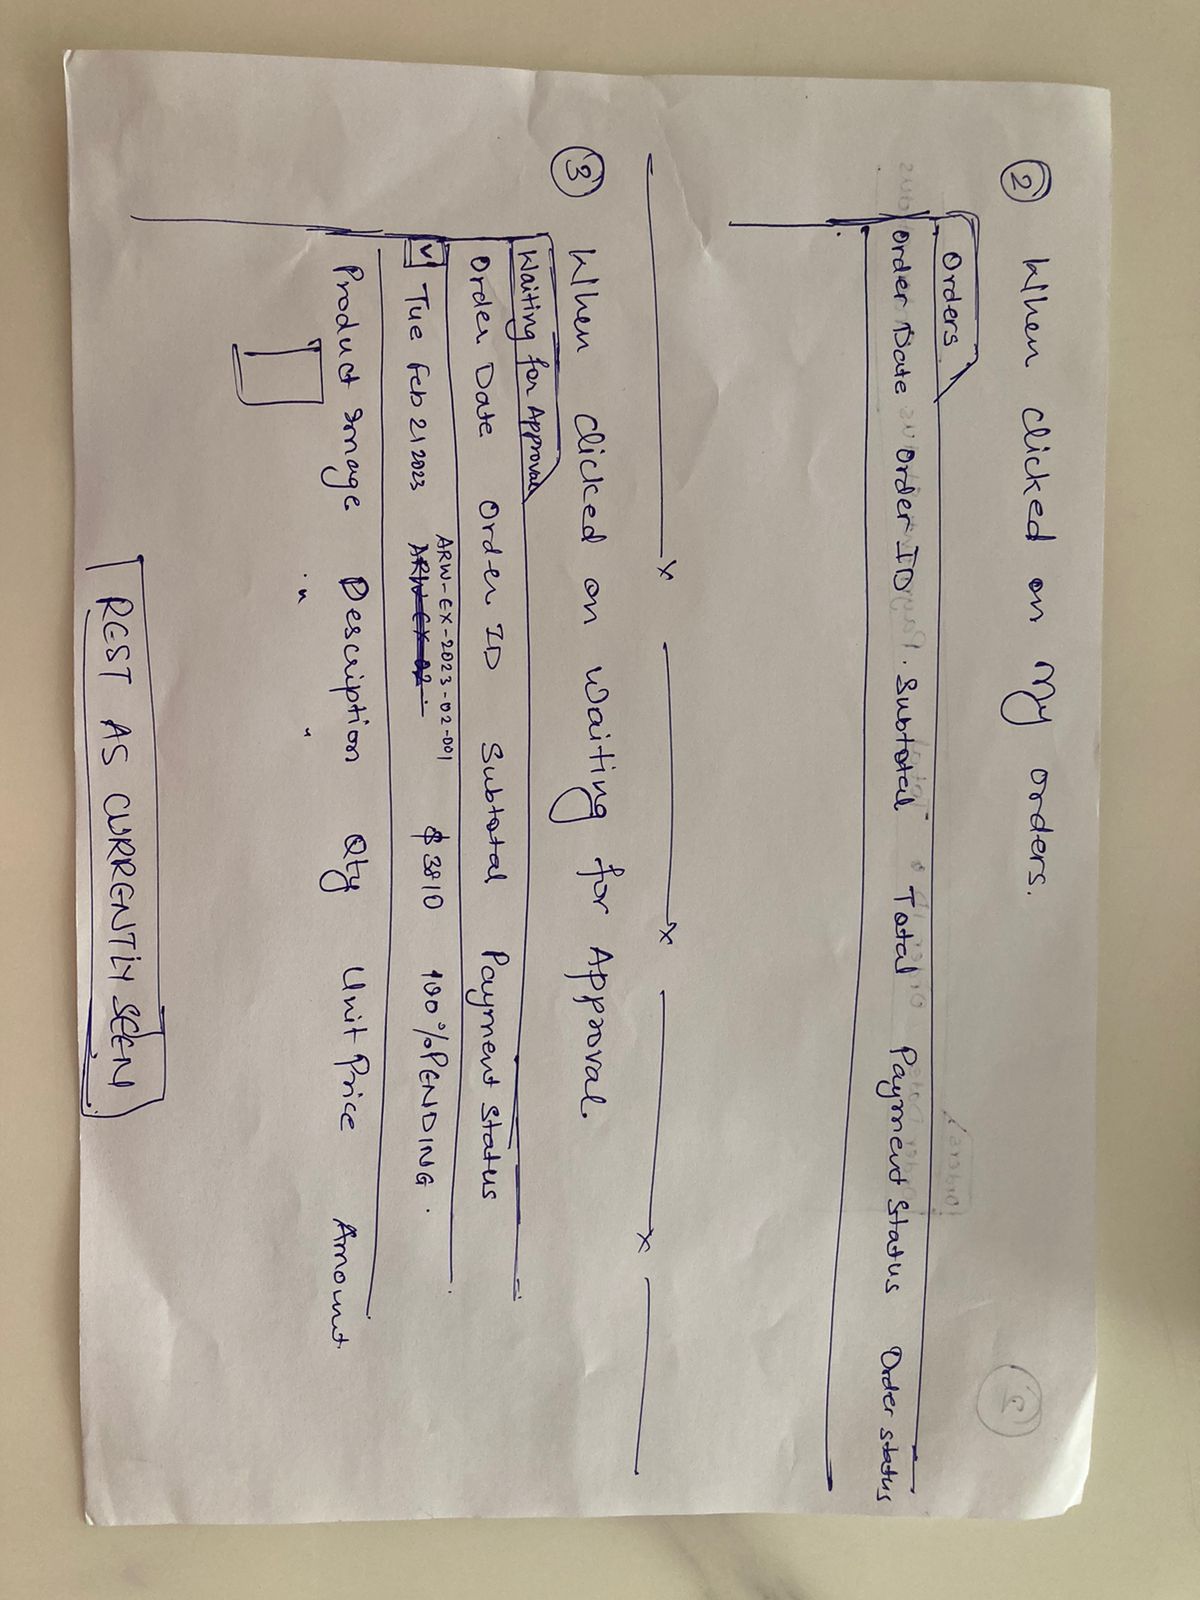 ② When clicked on My orders.
Orders
Order Date Order ID. Subtotal Total Payment Status Order status
x x x
③ When clicked on waiting for Approval.
Waiting for Approval
Order Date Order ID Subtotal Payment Status
Tue Feb 21 2023 ARW-EX-2023-02-001 $3810 100% PENDING.
Product Image Description Qty Unit Price Amount
REST AS CURRENTLY SEEN